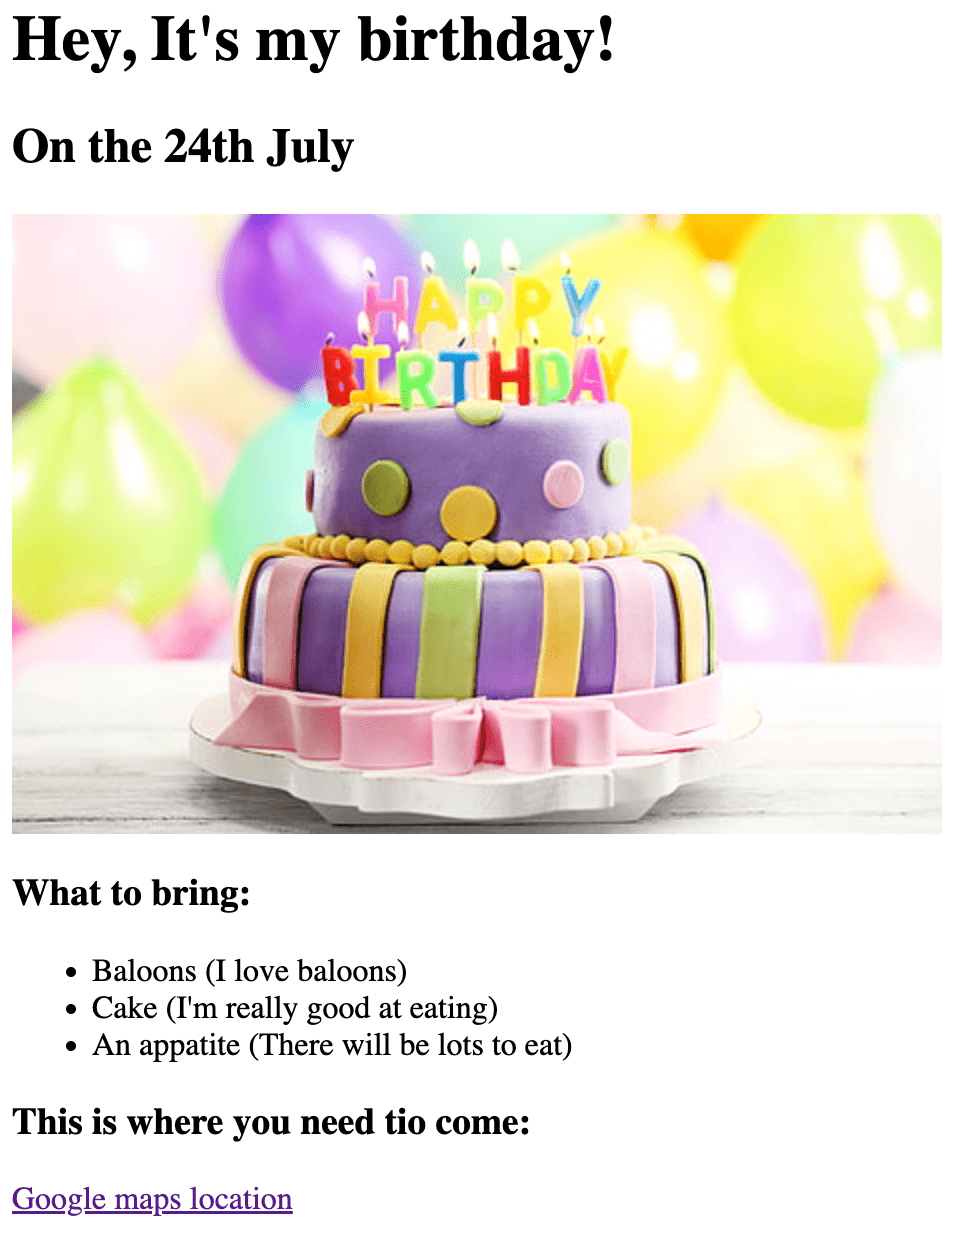 Hey, It's my birthday!
On the 24th July
HAPPY
BIRTHDAY
What to bring:
Baloons (I love baloons)
Cake (I'm really good at eating)
An appatite (There will be lots to eat)
This is where you need tio come:
Google maps location